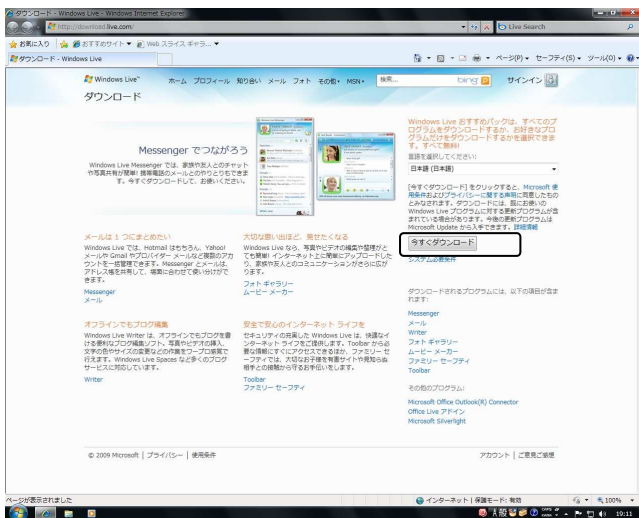 ダウンロード - Windows Live - Windows Internet Explorer
http://download.live.com/
Live Search
お気に入り
おすすめサイト ▼
Web スライス ギャラ... ▼
ダウンロード - Windows Live
ページ(P) ▼ セーフティ(S) ▼ ツール(O) ▼
Windows Live™
ホーム プロフィール 知り合い メール フォト その他▼ MSN▼
検索...
bing
サインイン
ダウンロード
Messenger でつながろう
Windows Live Messenger では、家族や友人とのチャット
や写真共有が簡単! 携帯電話のメールとのやりとりもできま
す。今すぐダウンロードして、お使いください。
メールは 1 つにまとめたい
Windows Live では、Hotmail はもちろん、Yahoo!
メールや Gmail やプロバイダー メールなど複数のアカ
ウントを一括管理できます。Messenger とメールは、
アドレス帳を共有して、場面に合わせて使い分けがで
きます。
Messenger
メール
大切な思い出ほど、見せたくなる
Windows Live なら、写真やビデオの編集や整理がと
ても簡単! インターネット上に簡単にアップロードした
り、家族や友人とのコミュニケーションがさらに広が
ります。
フォト ギャラリー
ムービー メーカー
オフラインでもブログ編集
Windows Live Writer は、オフラインでもブログを書
ける便利なブログ編集ソフト。写真やビデオの挿入、
文字の色やサイズの変更などの作業をワープロ感覚で
行えます。Windows Live Spaces など多くのブログ
サービスに対応しています。
Writer
安全で安心のインターネット ライフを
セキュリティの充実した Windows Live は、快適なイ
ンターネット ライフをご提供します。Toolbar から必
要な情報にすぐにアクセスできるほか、ファミリー セ
ーフティでは、大切なお子様を有害サイトや見知らぬ
相手との接触から守るお手伝いをします。
Toolbar
ファミリー セーフティ
Windows Live おすすめパックは、すべてのプ
ログラムをダウンロードするか、お好きなプロ
グラムだけをダウンロードするかを選択できま
す。すべて無料!
言語を選択してください:
日本語 (日本語)
[今すぐダウンロード] をクリックすると、Microsoft 使
用条件およびプライバシーに関する声明に同意したもの
とみなされます。ダウンロードには、既にお使いの
Windows Live プログラムに対する更新プログラムが含
まれている場合があります。今後の更新プログラムは
Microsoft Update から入手できます。詳細情報
今すぐダウンロード
システム必要条件
ダウンロードされるプログラムには、以下の項目が含ま
れます:
Messenger
メール
Writer
フォト ギャラリー
ムービー メーカー
ファミリー セーフティ
Toolbar
その他のプログラム:
Microsoft Office Outlook(R) Connector
Office Live アドイン
Microsoft Silverlight
© 2009 Microsoft | プライバシー | 使用条件
アカウント | ご意見ご感想
ページが表示されました
インターネット | 保護モード: 有効
100%
A 般
CAPS
KANA
19:11